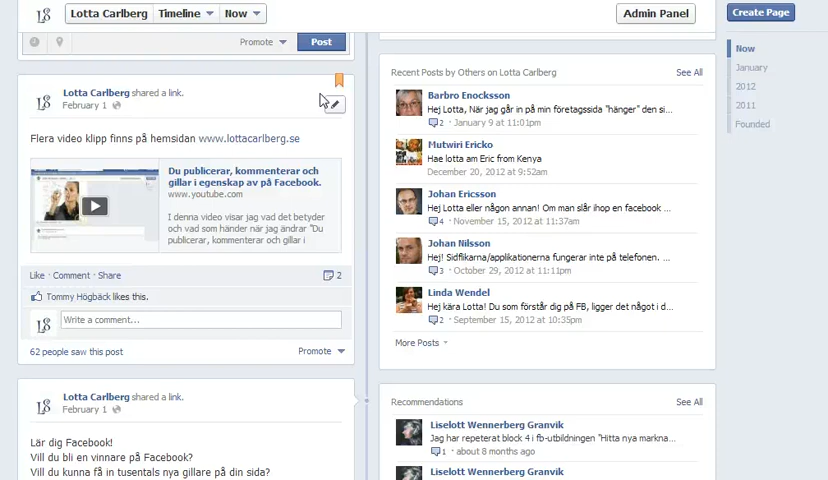 Lotta Carlberg
Timeline
Now
Admin Panel
Create Page
Promote
Post
Now
January
2012
2011
Founded
Lotta Carlberg shared a link.
February 1
Flera video klipp finns på hemsidan www.lottacarlberg.se
Du publicerar, kommenterar och
gillar i egenskap av på Facebook.
www.youtube.com
I denna video visar jag vad det betyder
och vad som händer när jag ändrar "Du
publicerar, kommenterar och gillar i
Like · Comment · Share
2
Tommy Högbäck likes this.
Write a comment...
62 people saw this post
Promote
Lotta Carlberg shared a link.
February 1
Lär dig Facebook!
Vill du bli en vinnare på Facebook?
Vill du kunna få in tusentals nya gillare på din sida?
Recent Posts by Others on Lotta Carlberg
See All
Barbro Enocksson
Hej Lotta, När jag går in på min företagssida "hänger" den si...
2 · January 9 at 11:01pm
Mutwiri Ericko
Hae lotta am Eric from Kenya
December 20, 2012 at 9:52am
Johan Ericsson
Hej Lotta eller någon annan! Om man slår ihop en facebook ...
4 · November 15, 2012 at 11:37am
Johan Nilsson
Hej! Sidflikarna/applikationerna fungerar inte på telefonen. ...
3 · October 29, 2012 at 11:11pm
Linda Wendel
Hej kära Lotta! Du som förstår dig på FB, ligger det något i d...
2 · September 15, 2012 at 10:35pm
More Posts
Recommendations
See All
Liselott Wennerberg Granvik
Jag har repeterat block 4 i fb-utbildningen "Hitta nya markna...
1 · about 8 months ago
Liselott Wennerberg Granvik